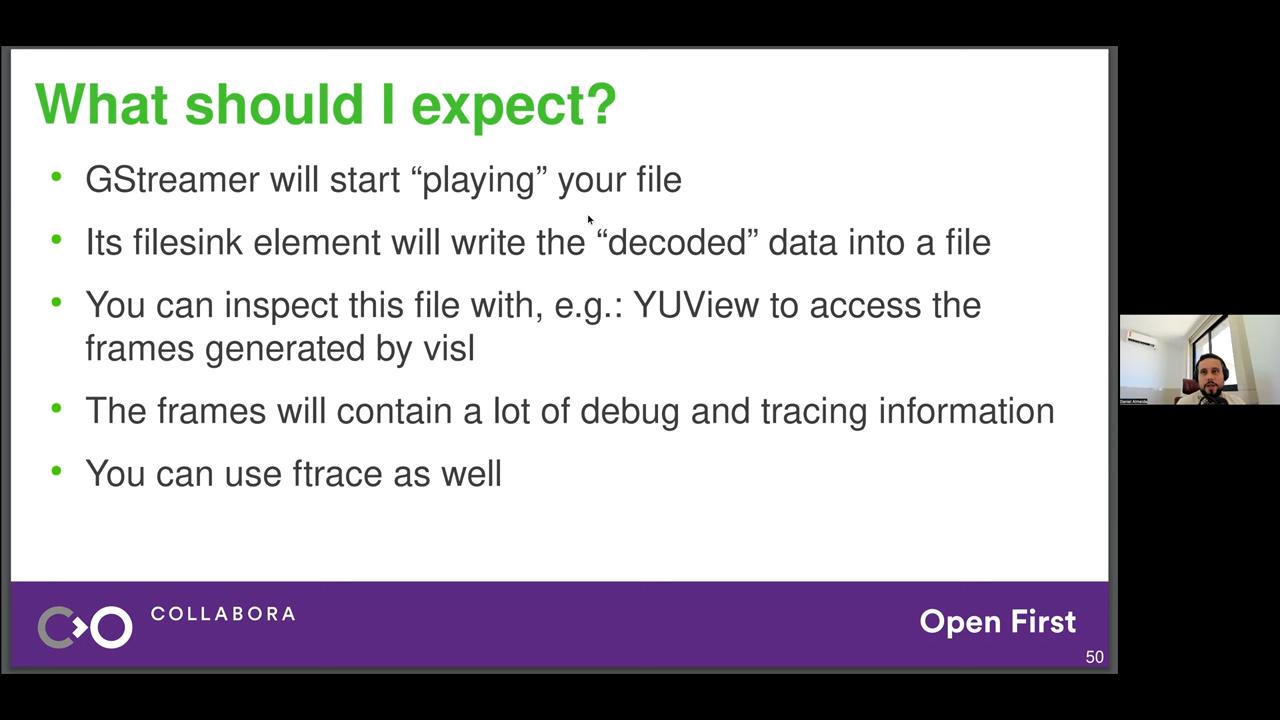 What should I expect?
• GStreamer will start “playing” your file
• Its filesink element will write the “decoded” data into a file
• You can inspect this file with, e.g.: YUView to access the
frames generated by visl
• The frames will contain a lot of debug and tracing information
• You can use ftrace as well
COLLABORA
Open First
50
Daniel Almeida